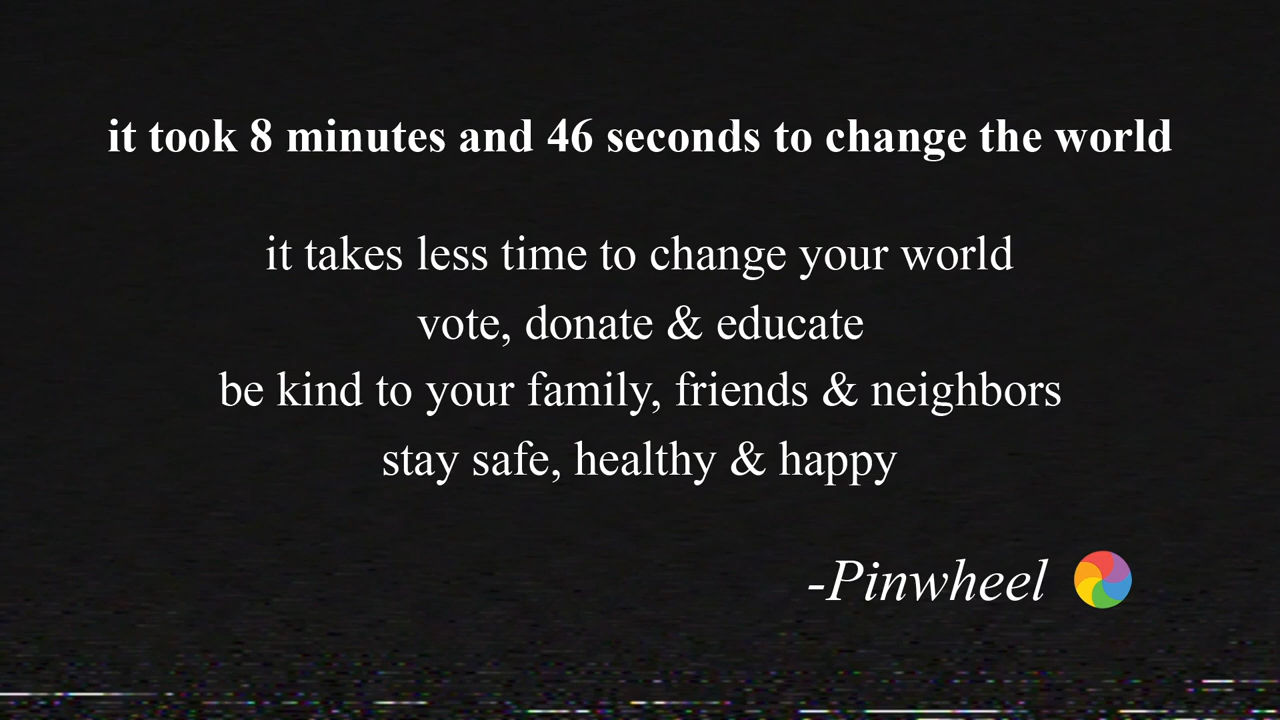 it took 8 minutes and 46 seconds to change the world
it takes less time to change your world
vote, donate & educate
be kind to your family, friends & neighbors
stay safe, healthy & happy
-Pinwheel